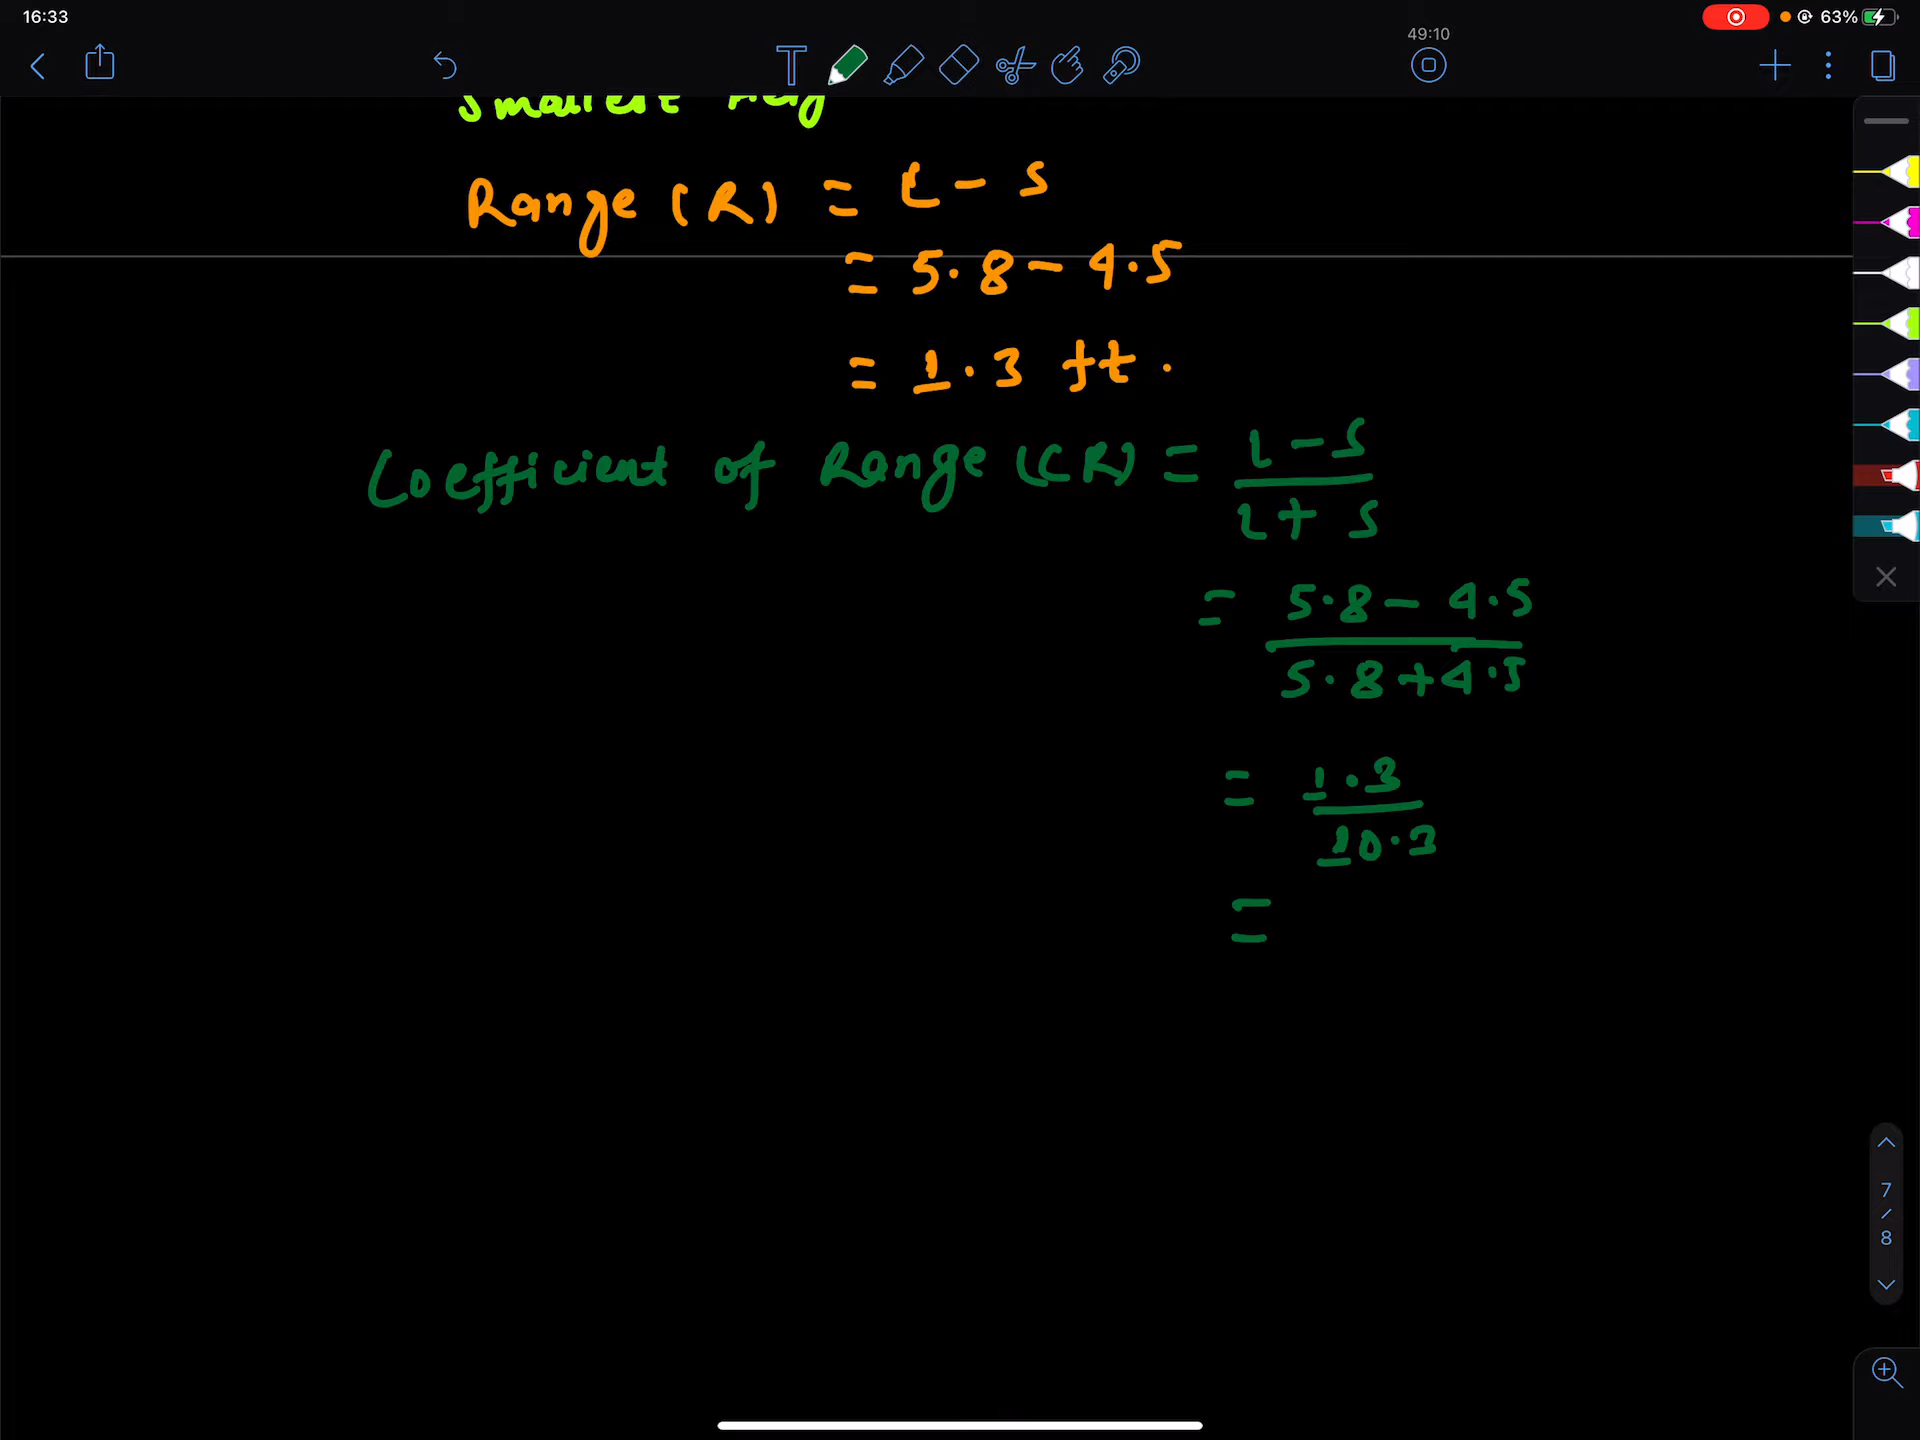 16:33
63%
49:10
Smallest
Range (R) = L - S
= 5.8 - 4.5
= 1.3 ft.
Coefficient of Range (CR) = L - S
L + S
= 5.8 - 4.5
5.8 + 4.5
= 1.3
10.3
=
7
/
8